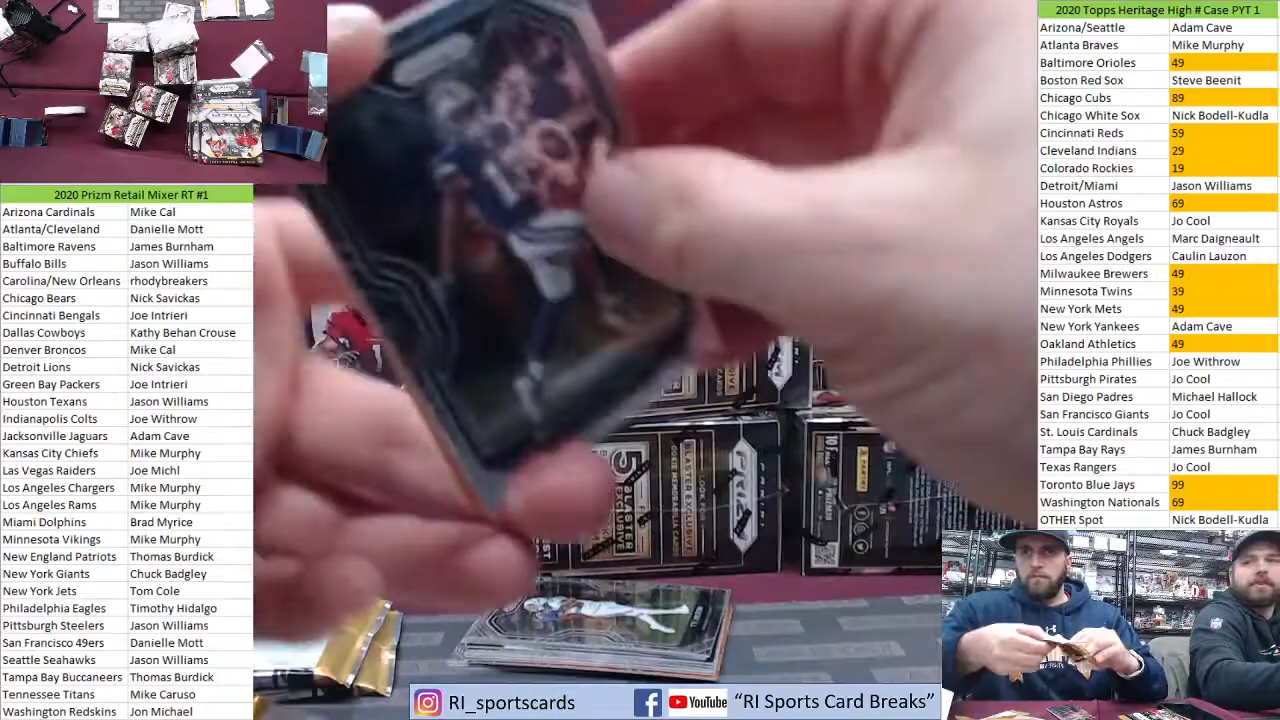 2020 Prizm Retail Mixer RT #1
Arizona Cardinals Mike Cal
Atlanta/Cleveland Danielle Mott
Baltimore Ravens James Burnham
Buffalo Bills Jason Williams
Carolina/New Orleans rhodybreakers
Chicago Bears Nick Savickas
Cincinnati Bengals Joe Intrieri
Dallas Cowboys Kathy Behan Crouse
Denver Broncos Mike Cal
Detroit Lions Nick Savickas
Green Bay Packers Joe Intrieri
Houston Texans Jason Williams
Indianapolis Colts Joe Withrow
Jacksonville Jaguars Adam Cave
Kansas City Chiefs Mike Murphy
Las Vegas Raiders Joe Michl
Los Angeles Chargers Mike Murphy
Los Angeles Rams Mike Murphy
Miami Dolphins Brad Myrice
Minnesota Vikings Mike Murphy
New England Patriots Thomas Burdick
New York Giants Chuck Badgley
New York Jets Tom Cole
Philadelphia Eagles Timothy Hidalgo
Pittsburgh Steelers Jason Williams
San Francisco 49ers Danielle Mott
Seattle Seahawks Jason Williams
Tampa Bay Bucaneers Thomas Burdick
Tennessee Titans Mike Caruso
Washington Redskins Jon Michael
2020 Topps Heritage High # Case PYT 1
Arizona/Seattle Adam Cave
Atlanta Braves Mike Murphy
Baltimore Orioles 49
Boston Red Sox Steve Beenit
Chicago Cubs 89
Chicago White Sox Nick Bodell-Kudla
Cincinnati Reds 59
Cleveland Indians 29
Colorado Rockies 19
Detroit/Miami Jason Williams
Houston Astros 69
Kansas City Royals Jo Cool
Los Angeles Angels Marc Daigneault
Los Angeles Dodgers Caulin Lauzon
Milwaukee Brewers 49
Minnesota Twins 39
New York Mets 49
New York Yankees Adam Cave
Oakland Athletics 49
Philadelphia Phillies Joe Withrow
Pittsburgh Pirates Jo Cool
San Diego Padres Michael Hallock
San Francisco Giants Jo Cool
St. Louis Cardinals Chuck Badgley
Tampa Bay Rays James Burnham
Texas Rangers Jo Cool
Toronto Blue Jays 99
Washington Nationals 69
OTHER Spot Nick Bodell-Kudla
PRIZM
BLASTER
EXCLUSIVE
PANINI
RI_sportscards
YouTube
"RI Sports Card Breaks"